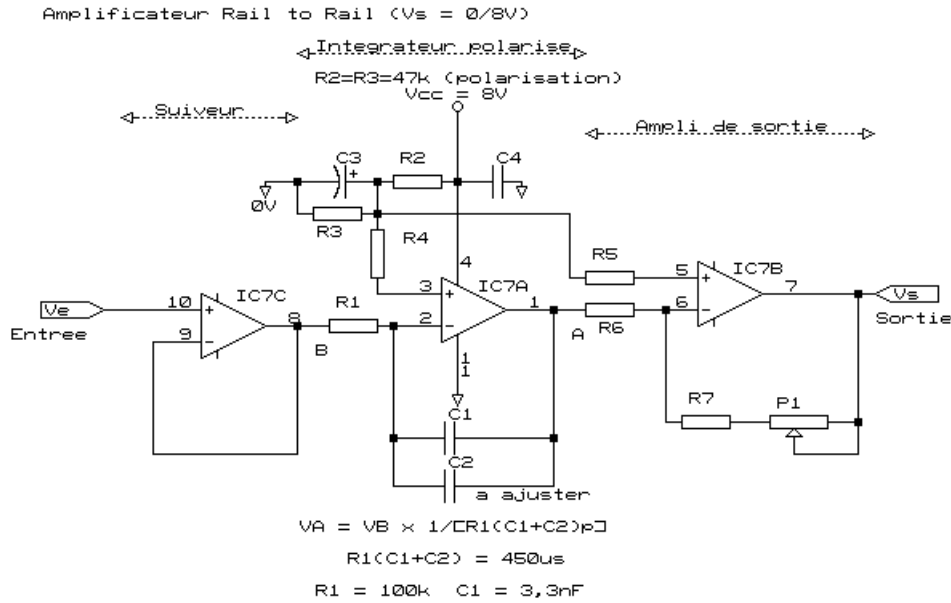 Amplificateur Rail to Rail (Vs = 0/8V)
Integrateur polarise
R2=R3=47k (polarisation)
Vcc = 8V
Suiveur
Ampli de sortie
C3
+
R2
C4
0V
R3
R4
R5
4
IC7B
5
+
7
IC7C
IC7A
3
+
1
R1
Ve
10
+
8
2
-
6
-
R6
Vs
Entree
9
-
B
A
Sortie
1
1
R7
P1
C1
C2
a ajuster
VA = VB x 1/[R1(C1+C2)p]
R1(C1+C2) = 450us
R1 = 100k C1 = 3,3nF